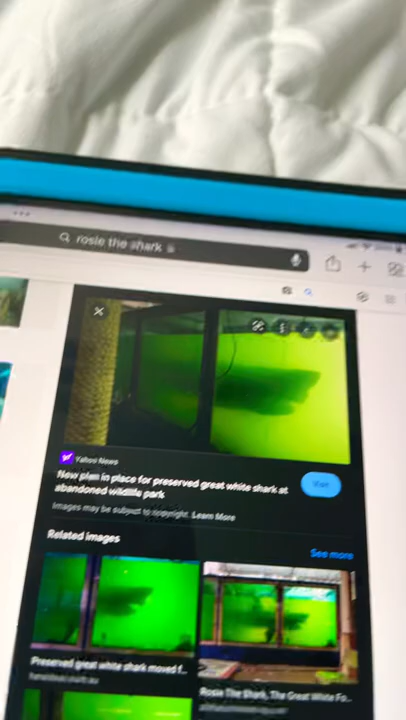 rosie the shark
Yahoo News
New plan in place for preserved great white shark at
abandoned wildlife park
Images may be subject to copyright. Learn More
Visit
Related images
See more
Preserved great white shark moved f...
Rosie The Shark, The Great White Fo...